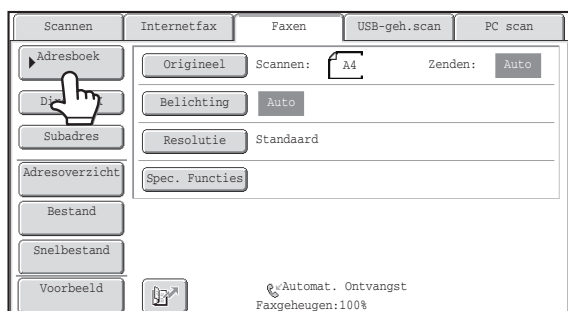 Scannen Internetfax Faxen USB-geh.scan PC scan
Adresboek
Origineel Scannen: A4 Zenden: Auto
Belichting Auto
Subadres
Resolutie Standaard
Adresoverzicht
Spec. Functies
Bestand
Snelbestand
Voorbeeld
Automat. Ontvangst
Faxgeheugen:100%